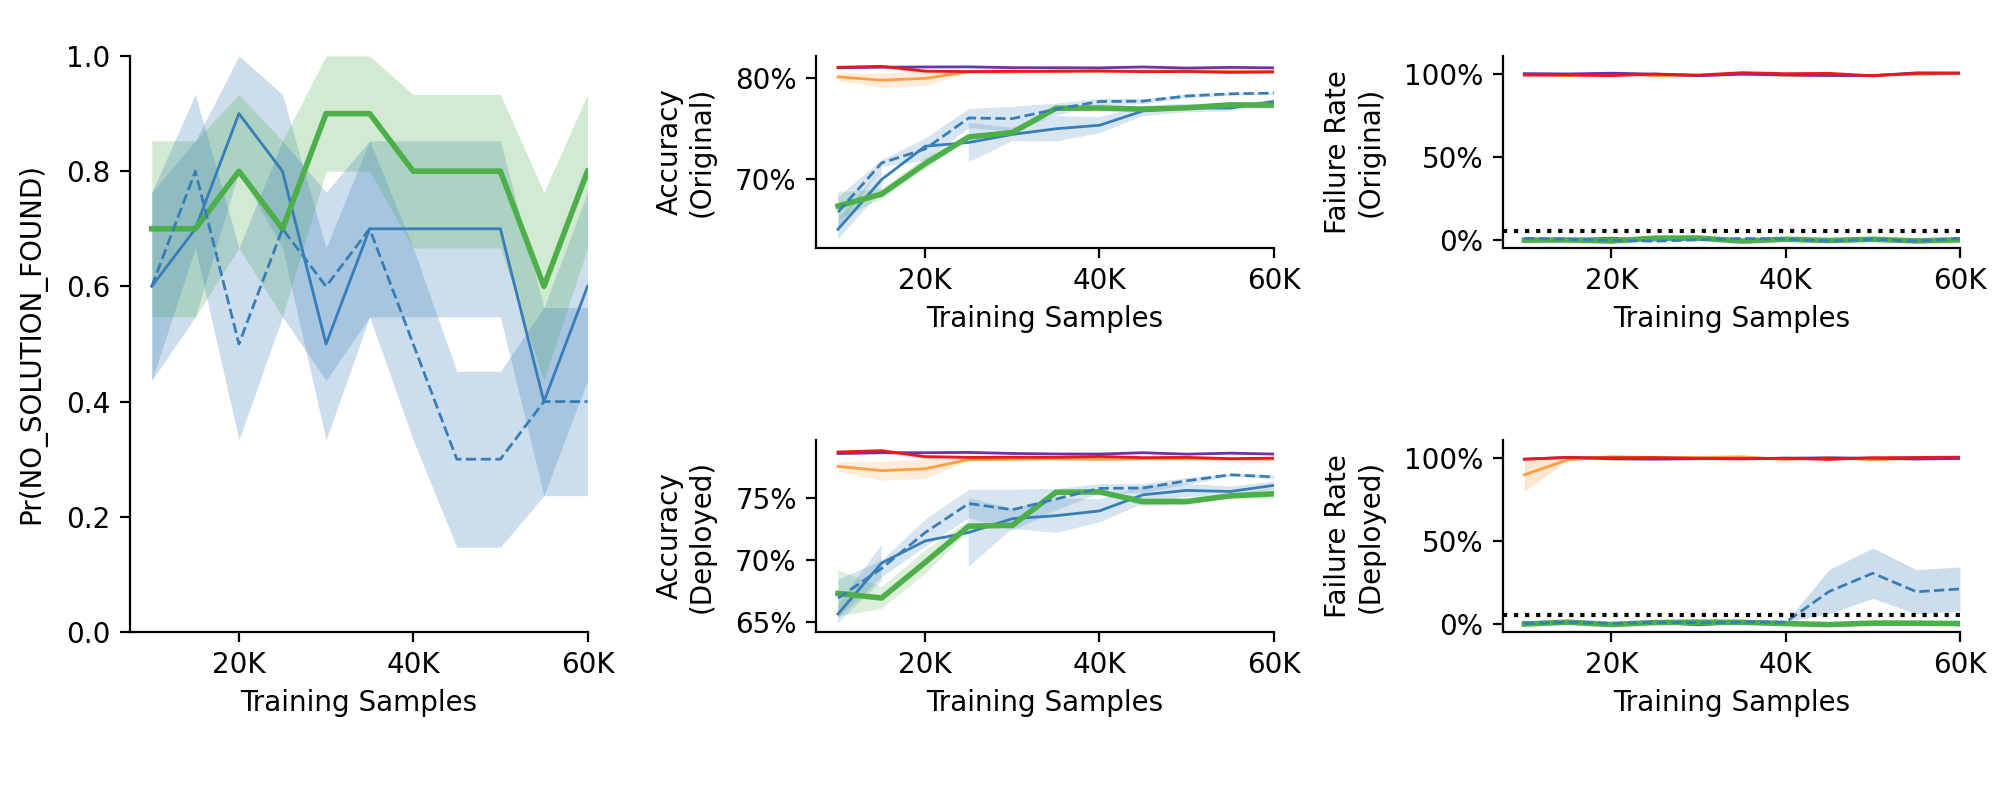 Pr(NO_SOLUTION_FOUND)
1.0
0.8
0.6
0.4
0.2
0.0
20K 40K 60K
Training Samples
Accuracy
(Original)
80%
70%
20K 40K 60K
Training Samples
Failure Rate
(Original)
100%
50%
0%
20K 40K 60K
Training Samples
Accuracy
(Deployed)
75%
70%
65%
20K 40K 60K
Training Samples
Failure Rate
(Deployed)
100%
50%
0%
20K 40K 60K
Training Samples